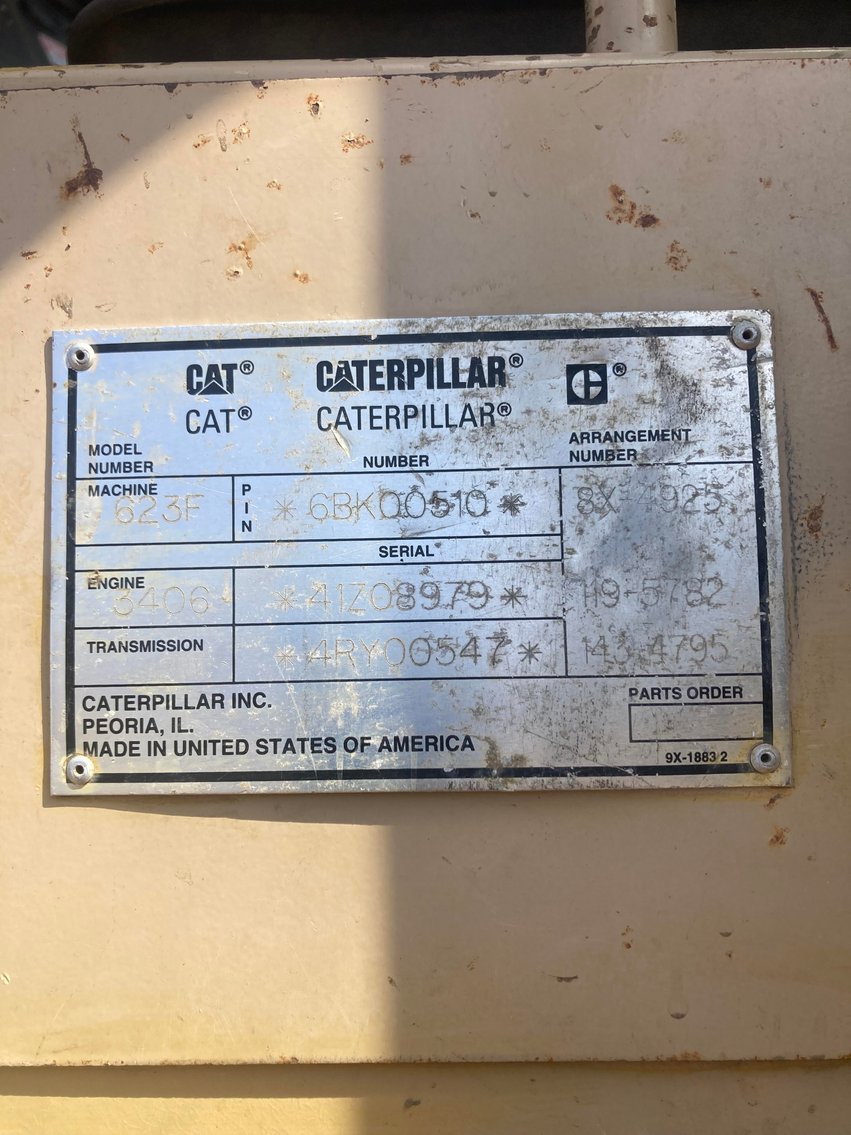 CAT® CATERPILLAR® ®
CAT® CATERPILLAR®
MODEL NUMBER NUMBER ARRANGEMENT NUMBER
MACHINE 623F PIN *6BK00510* 8X-4925
SERIAL
ENGINE 3406 *41Z08979* 119-5782
TRANSMISSION *4RY00547* 143-4795
CATERPILLAR INC. PARTS ORDER
PEORIA, IL.
MADE IN UNITED STATES OF AMERICA
9X-1883 2